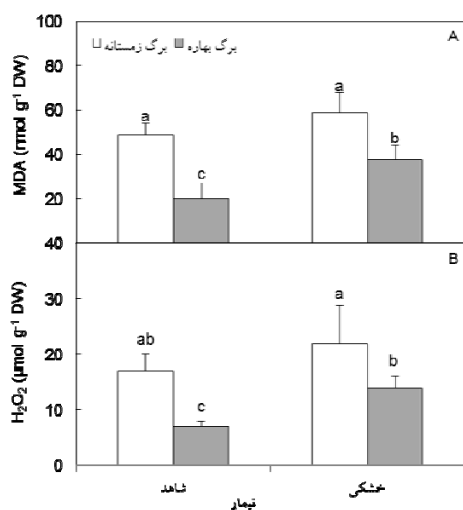 100
A
برگ زمستانه برگ بهاره
80
60
40
20
MDA (nmol g⁻¹ DW)
a
c
a
b
40
B
30
20
10
0
H₂O₂ (µmol g⁻¹ DW)
ab
c
a
b
شاهد
خشکی
تیمار